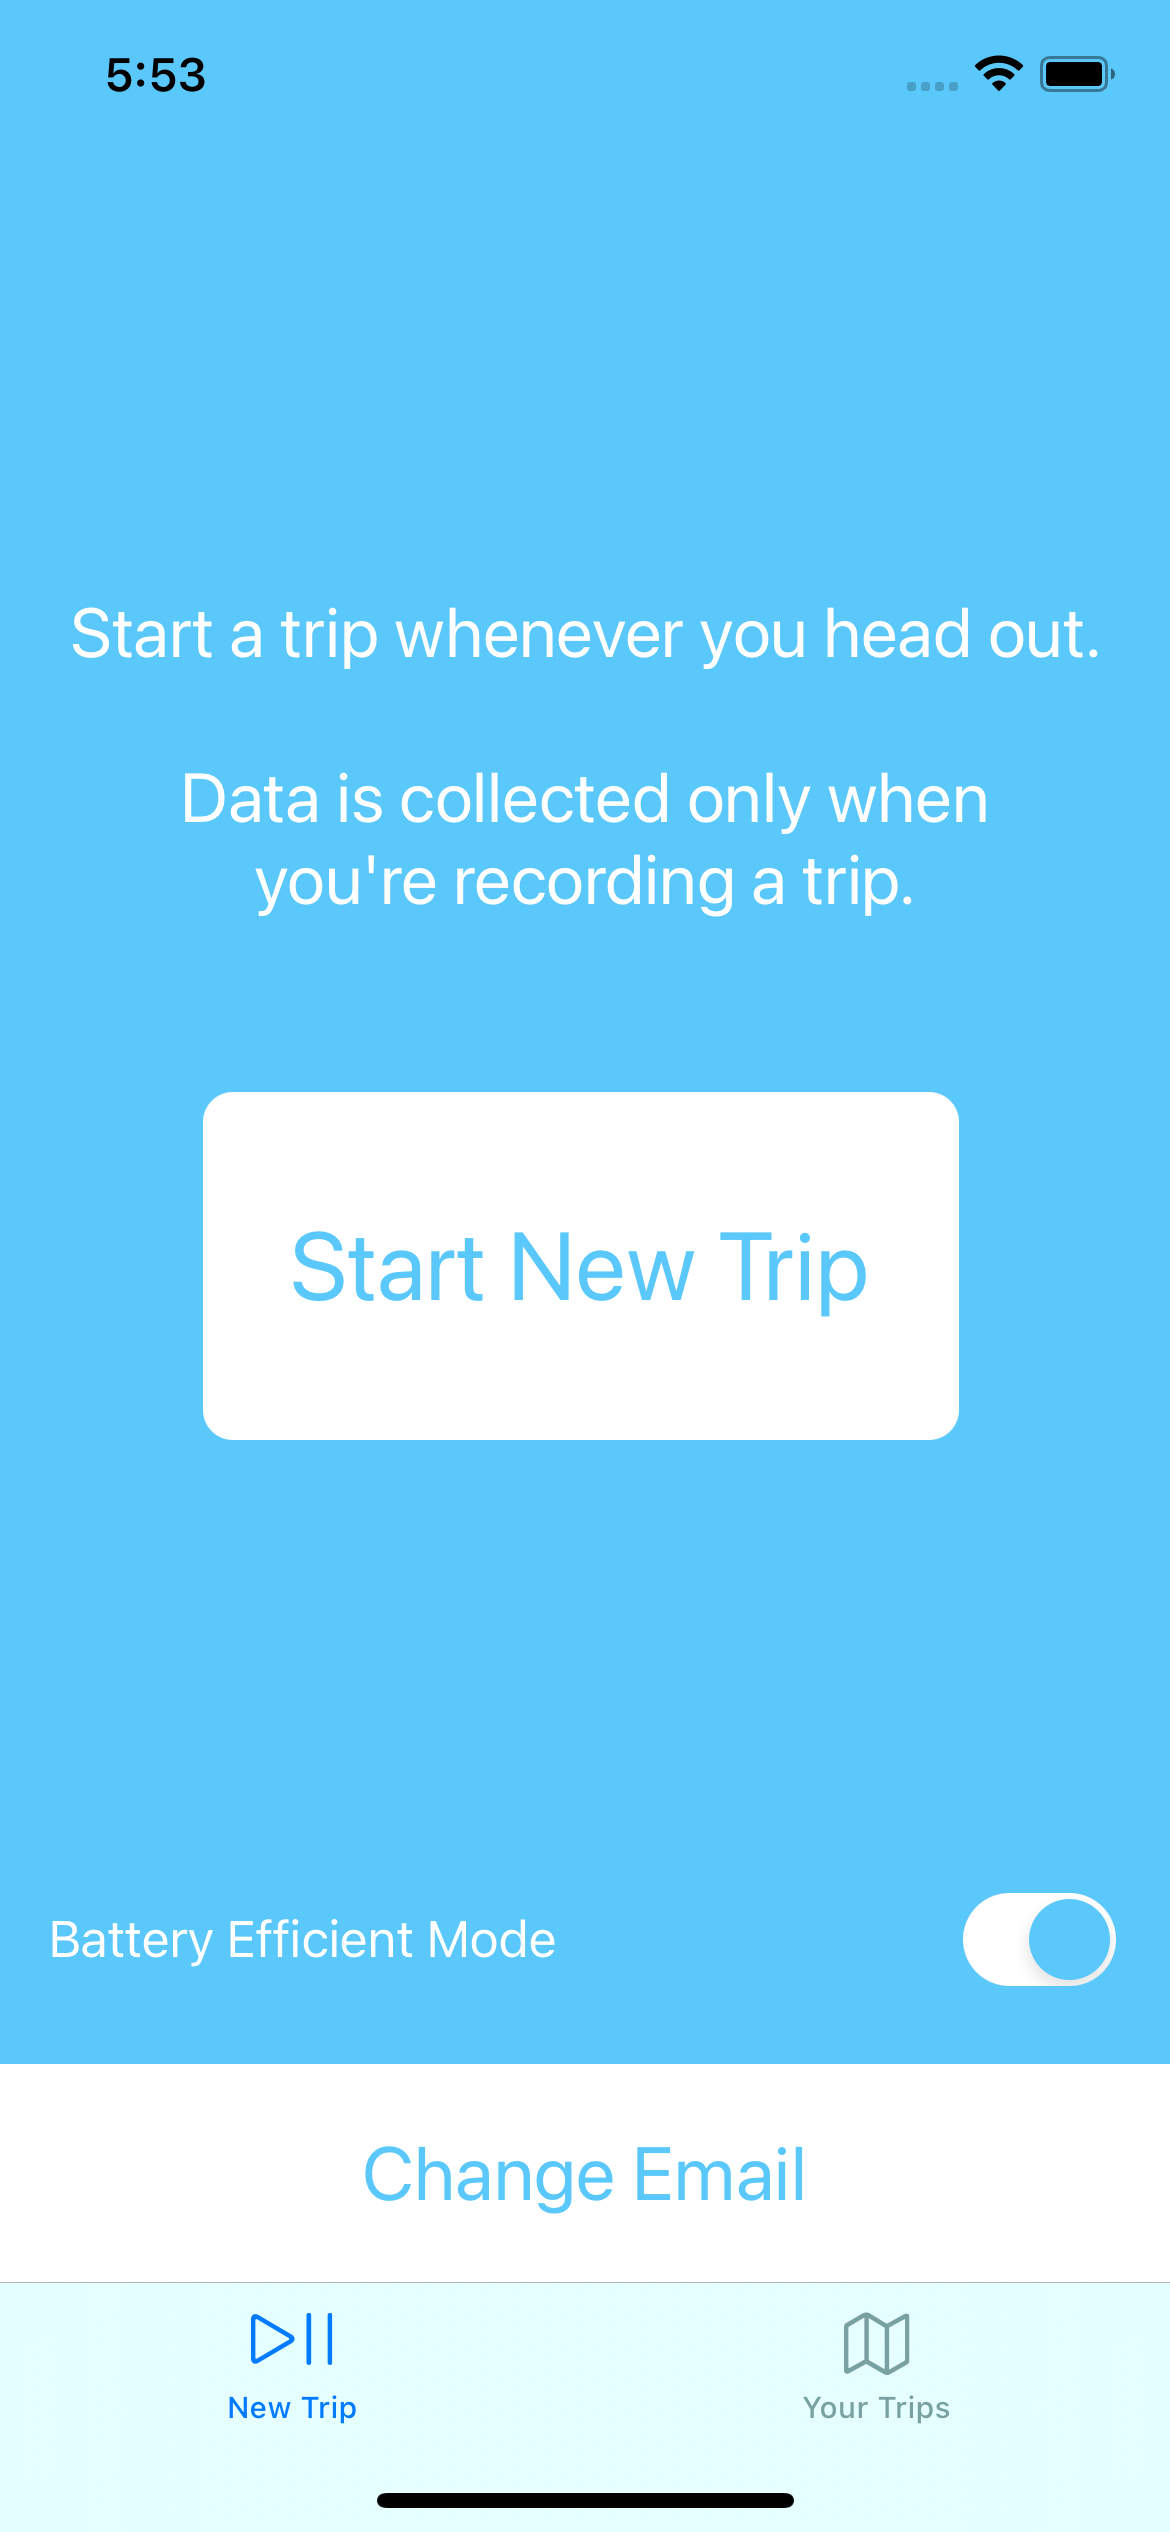 5:53
Start a trip whenever you head out.
Data is collected only when
you're recording a trip.
Start New Trip
Battery Efficient Mode
Change Email
New Trip
Your Trips